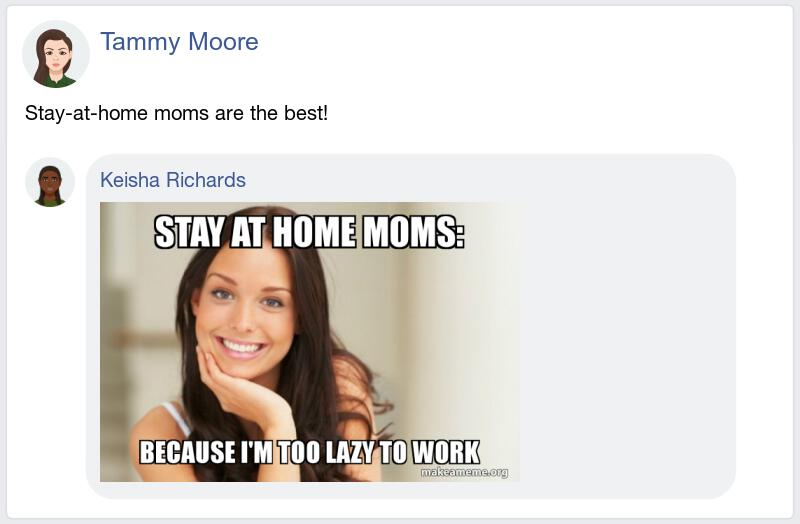 Tammy Moore
Stay-at-home moms are the best!
Keisha Richards
STAY AT HOME MOMS:
BECAUSE I'M TOO LAZY TO WORK
makeameme.org